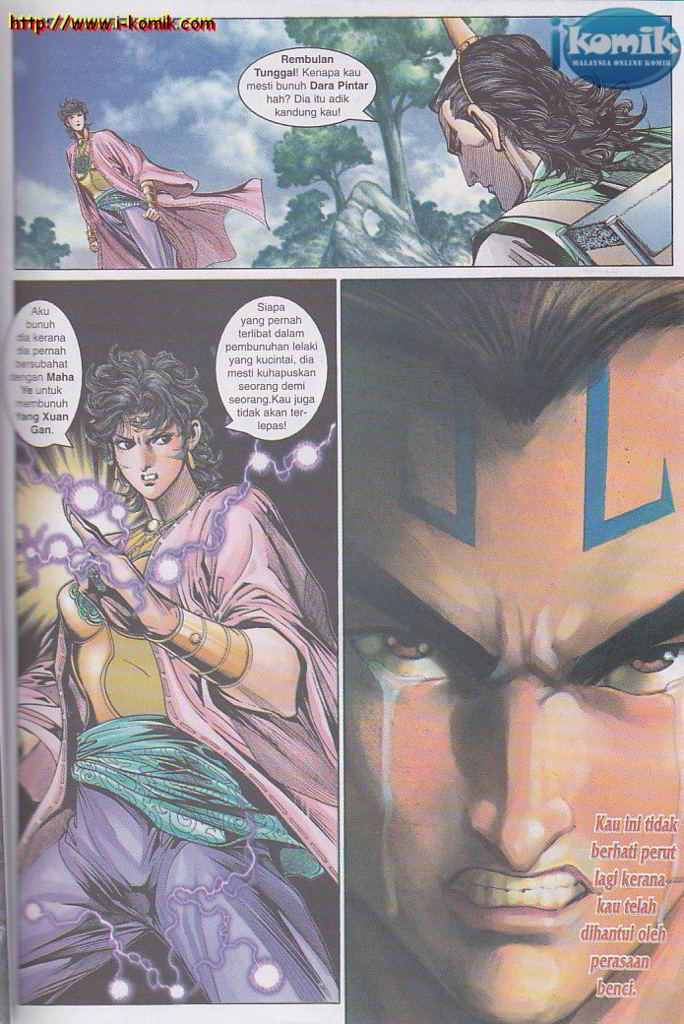 http://www.i-komik.com
ikomik
MALAYSIA ONLINE KOMIK
Rembulan
Tunggal! Kenapa kau
mesti bunuh Dara Pintar
hah? Dia itu adik
kandung kau!
Aku
bunuh
dia kerana
dia pernah
bersubahat
dengan Maha
Ye untuk
membunuh
Yang Xuan
Gan.
Siapa
yang pernah
terlibat dalam
pembunuhan lelaki
yang kucintai, dia
mesti kuhapuskan
seorang demi
seorang.Kau juga
tidak akan ter-
lepas!
Kau ini tidak
berhati perut
lagi kerana
kau telah
dihantui oleh
perasaan
benci.